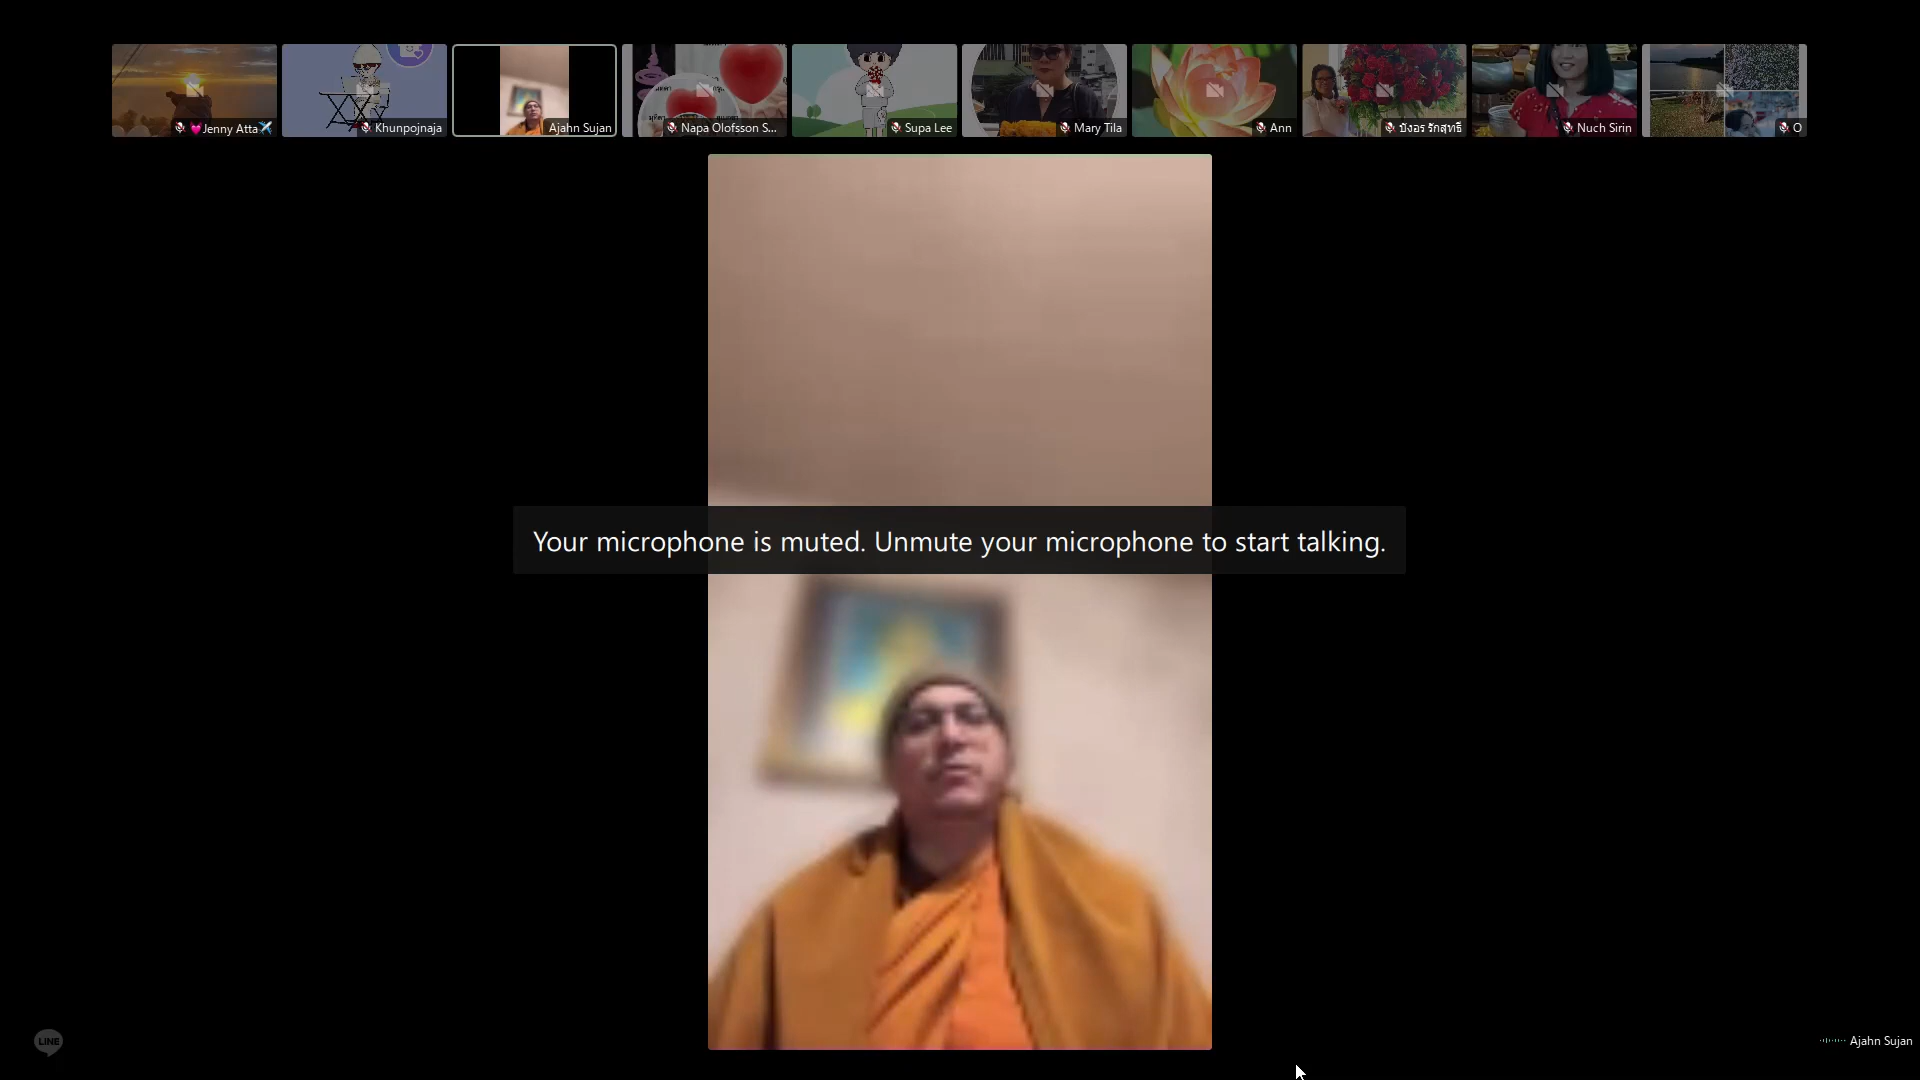 💗Jenny Atta✈️
Khunpojnaja
Ajahn Sujan
Napa Olofsson S...
Supa Lee
Mary Tila
Ann
บังอร รักสุทธี
Nuch Sirin
O
Your microphone is muted. Unmute your microphone to start talking.
LINE
Ajahn Sujan